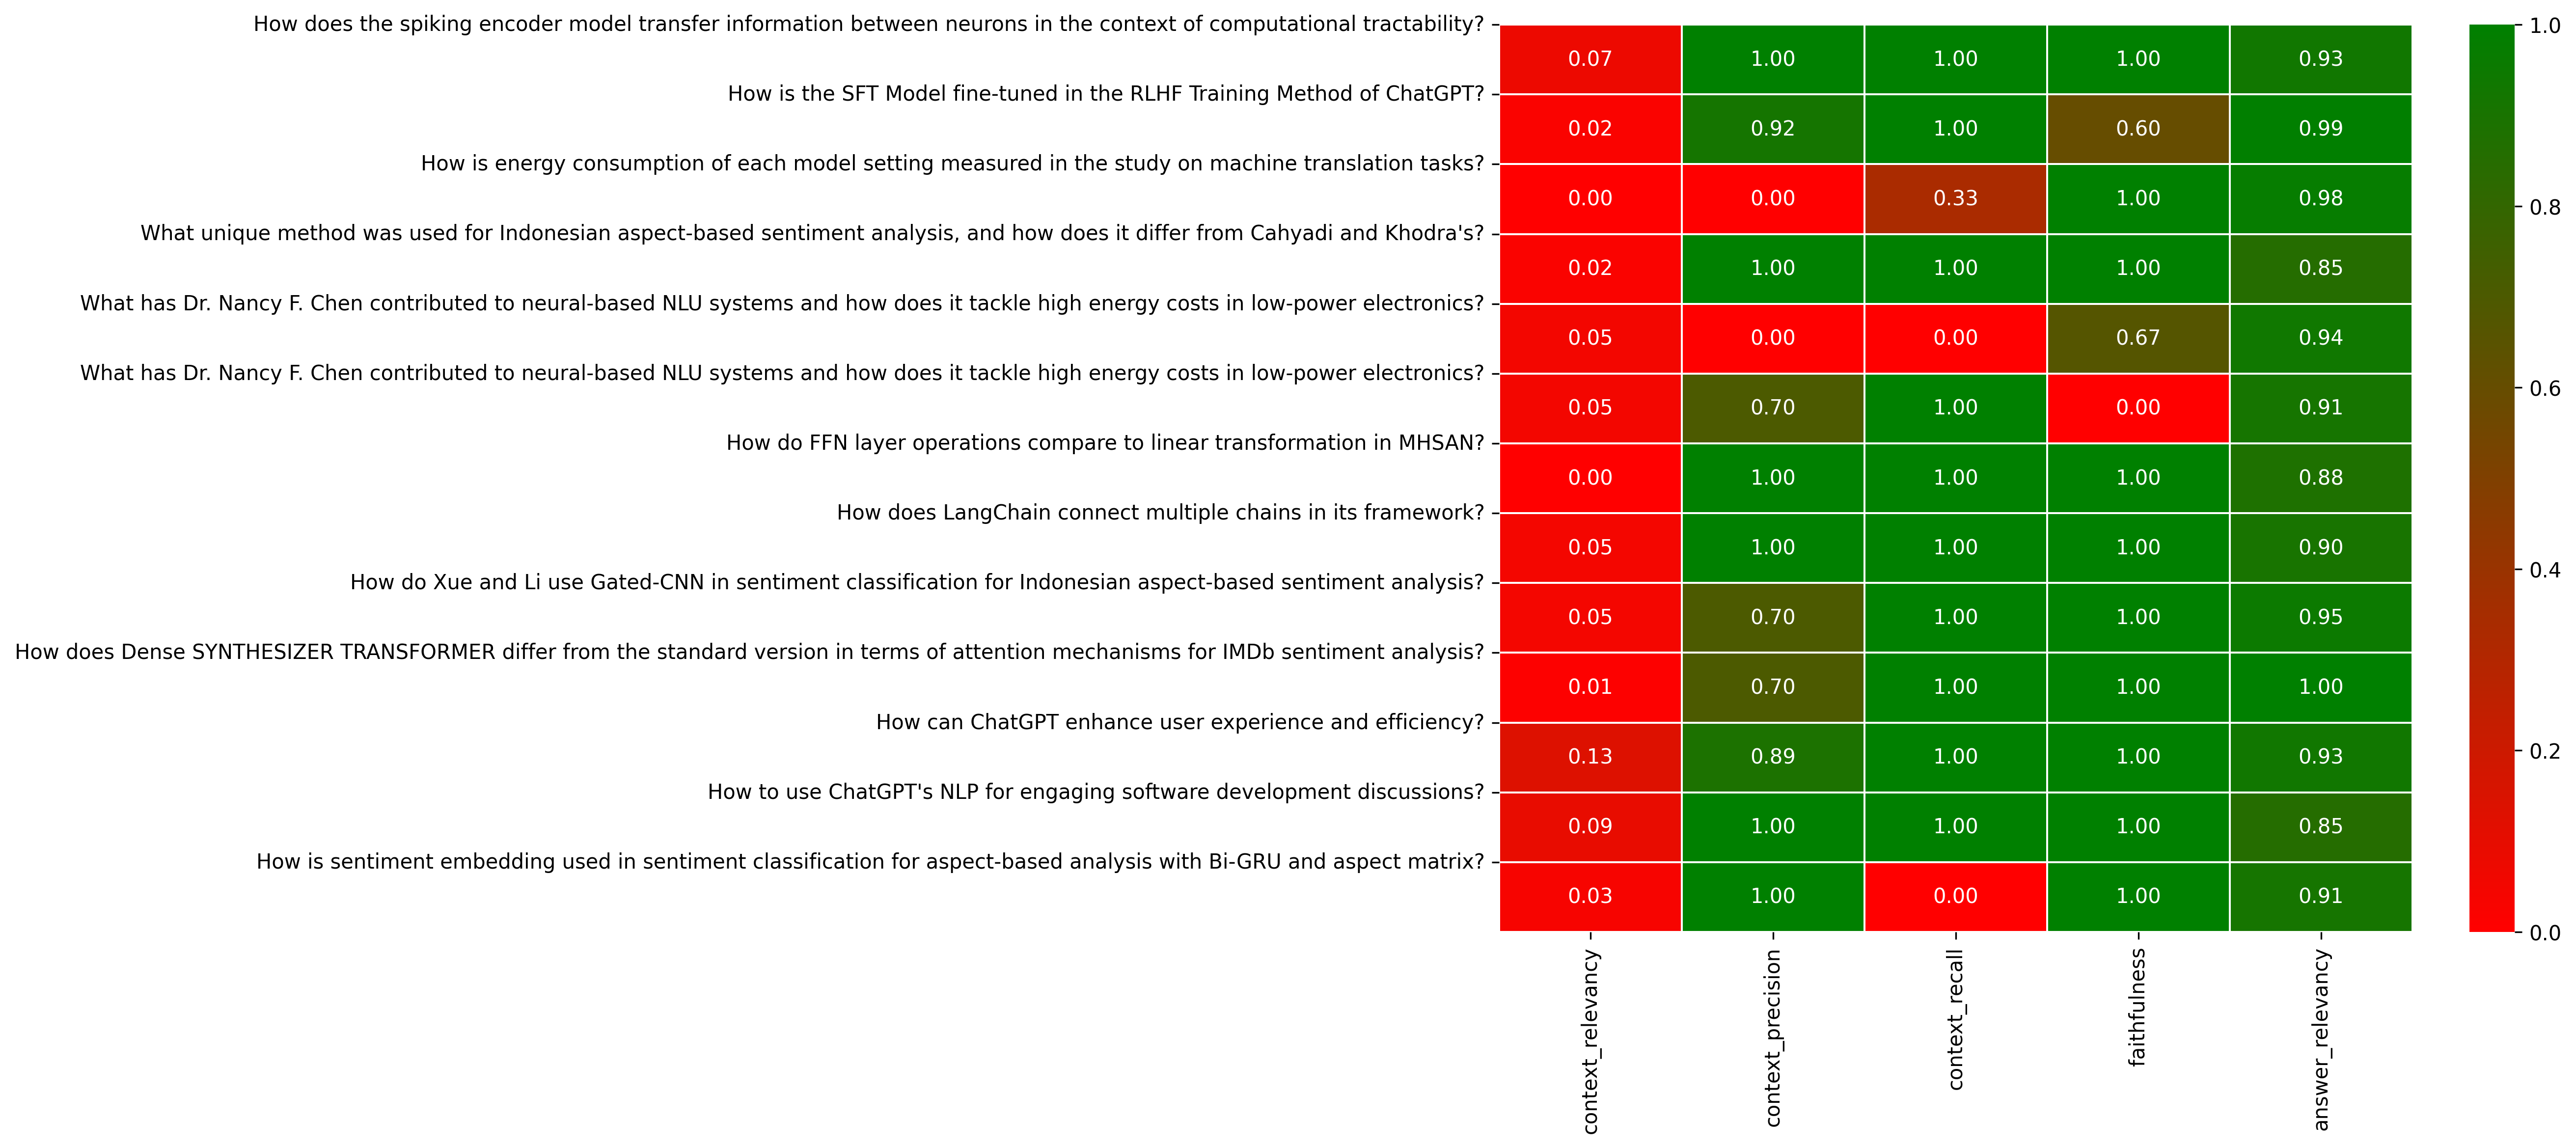 How does the spiking encoder model transfer information between neurons in the context of computational tractability?
1.0
0.07 1.00 1.00 1.00 0.93
How is the SFT Model fine-tuned in the RLHF Training Method of ChatGPT?
0.02 0.92 1.00 0.60 0.99
How is energy consumption of each model setting measured in the study on machine translation tasks?
0.00 0.00 0.33 1.00 0.98
0.8
What unique method was used for Indonesian aspect-based sentiment analysis, and how does it differ from Cahyadi and Khodra's?
0.02 1.00 1.00 1.00 0.85
What has Dr. Nancy F. Chen contributed to neural-based NLU systems and how does it tackle high energy costs in low-power electronics?
0.05 0.00 0.00 0.67 0.94
What has Dr. Nancy F. Chen contributed to neural-based NLU systems and how does it tackle high energy costs in low-power electronics?
0.6
0.05 0.70 1.00 0.00 0.91
How do FFN layer operations compare to linear transformation in MHSAN?
0.00 1.00 1.00 1.00 0.88
How does LangChain connect multiple chains in its framework?
0.05 1.00 1.00 1.00 0.90
0.4
How do Xue and Li use Gated-CNN in sentiment classification for Indonesian aspect-based sentiment analysis?
0.05 0.70 1.00 1.00 0.95
How does Dense SYNTHESIZER TRANSFORMER differ from the standard version in terms of attention mechanisms for IMDb sentiment analysis?
0.01 0.70 1.00 1.00 1.00
How can ChatGPT enhance user experience and efficiency?
0.2
0.13 0.89 1.00 1.00 0.93
How to use ChatGPT's NLP for engaging software development discussions?
0.09 1.00 1.00 1.00 0.85
How is sentiment embedding used in sentiment classification for aspect-based analysis with Bi-GRU and aspect matrix?
0.03 1.00 0.00 1.00 0.91
0.0
context_relevancy
context_precision
context_recall
faithfulness
answer_relevancy